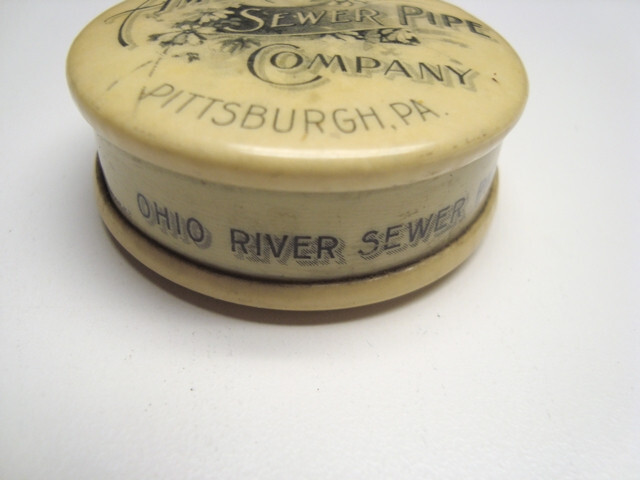 SEWER PIPE
COMPANY
PITTSBURGH, PA.
OHIO RIVER SEWER